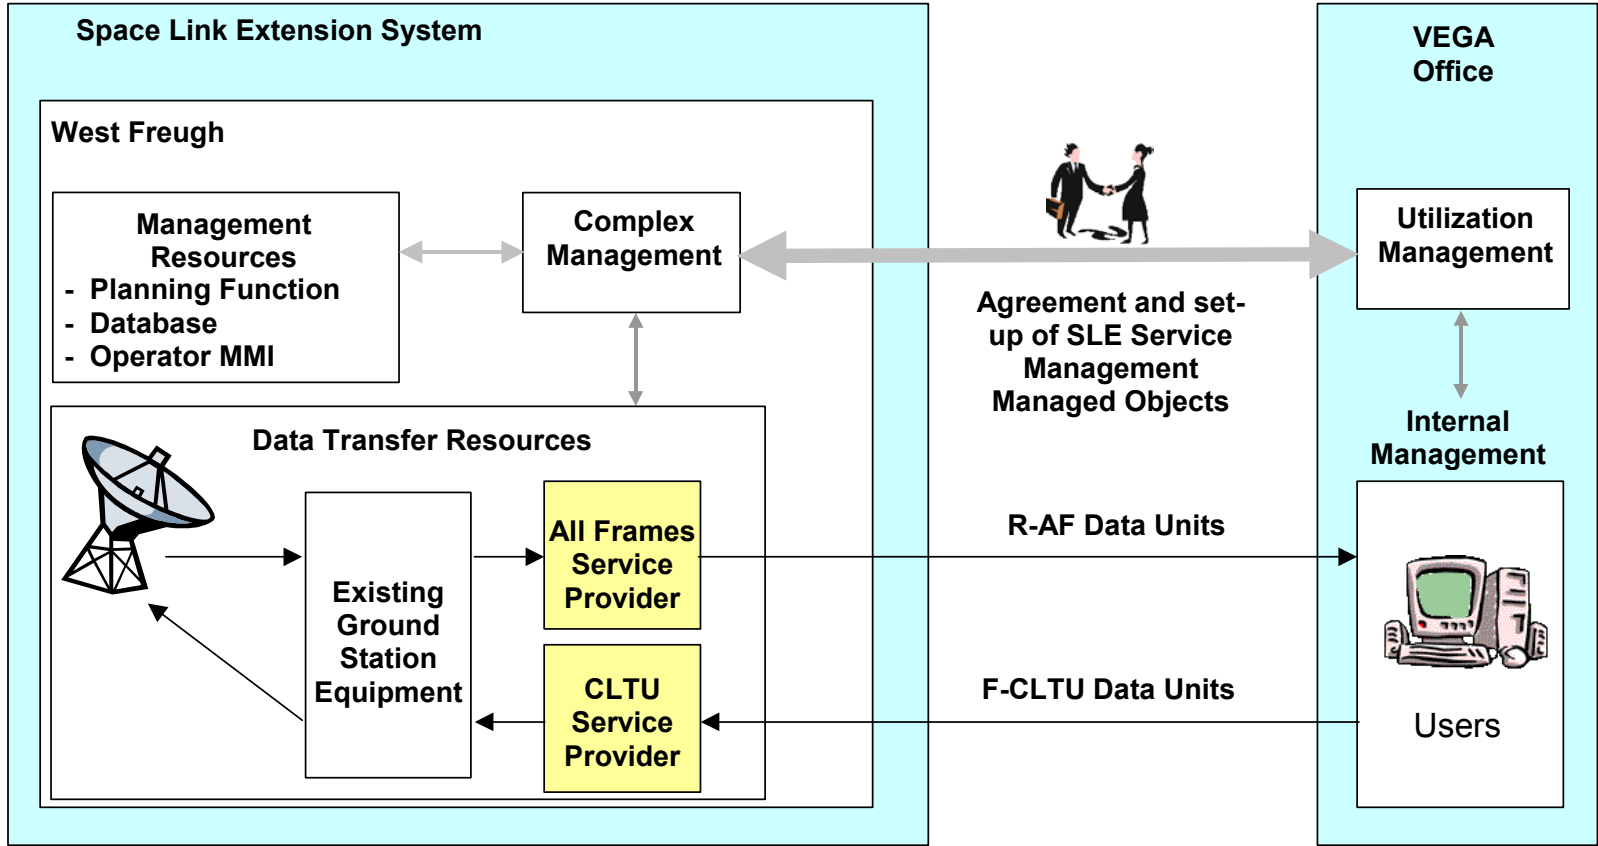 Space Link Extension System
West Freugh
Management
Resources
- Planning Function
- Database
- Operator MMI
Complex
Management
Data Transfer Resources
Existing
Ground
Station
Equipment
All Frames
Service
Provider
CLTU
Service
Provider
Agreement and set-
up of SLE Service
Management
Managed Objects
R-AF Data Units
F-CLTU Data Units
VEGA
Office
Utilization
Management
Internal
Management
Users